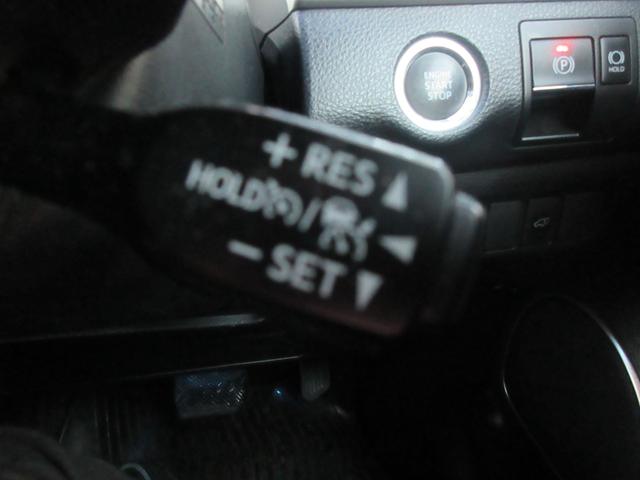 ENGINE
START
STOP
(P)
HOLD
+ RES ▲
HOLD / ◀
- SET ▼